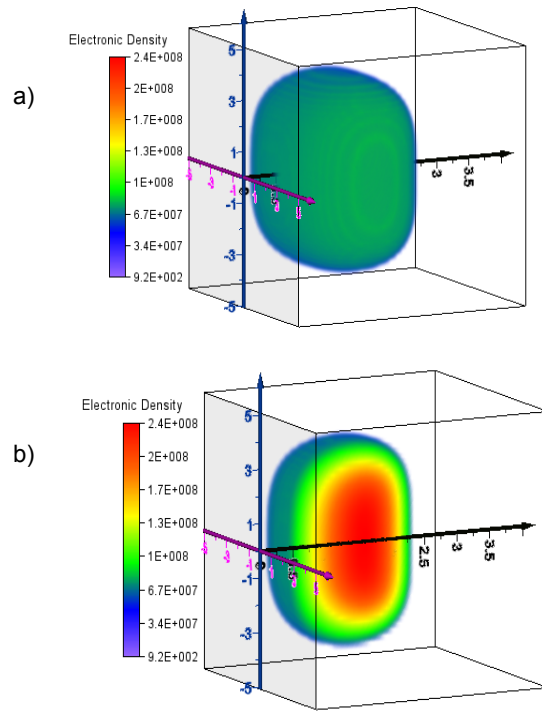 a)
Electronic Density
2.4E+008
2E+008
1.7E+008
1.3E+008
1E+008
6.7E+007
3.4E+007
9.2E+002
5
3
1
-1
-3
-5
3
3.5
b)
Electronic Density
2.4E+008
2E+008
1.7E+008
1.3E+008
1E+008
6.7E+007
3.4E+007
9.2E+002
5
3
1
-1
-3
-5
2.5
3
3.5